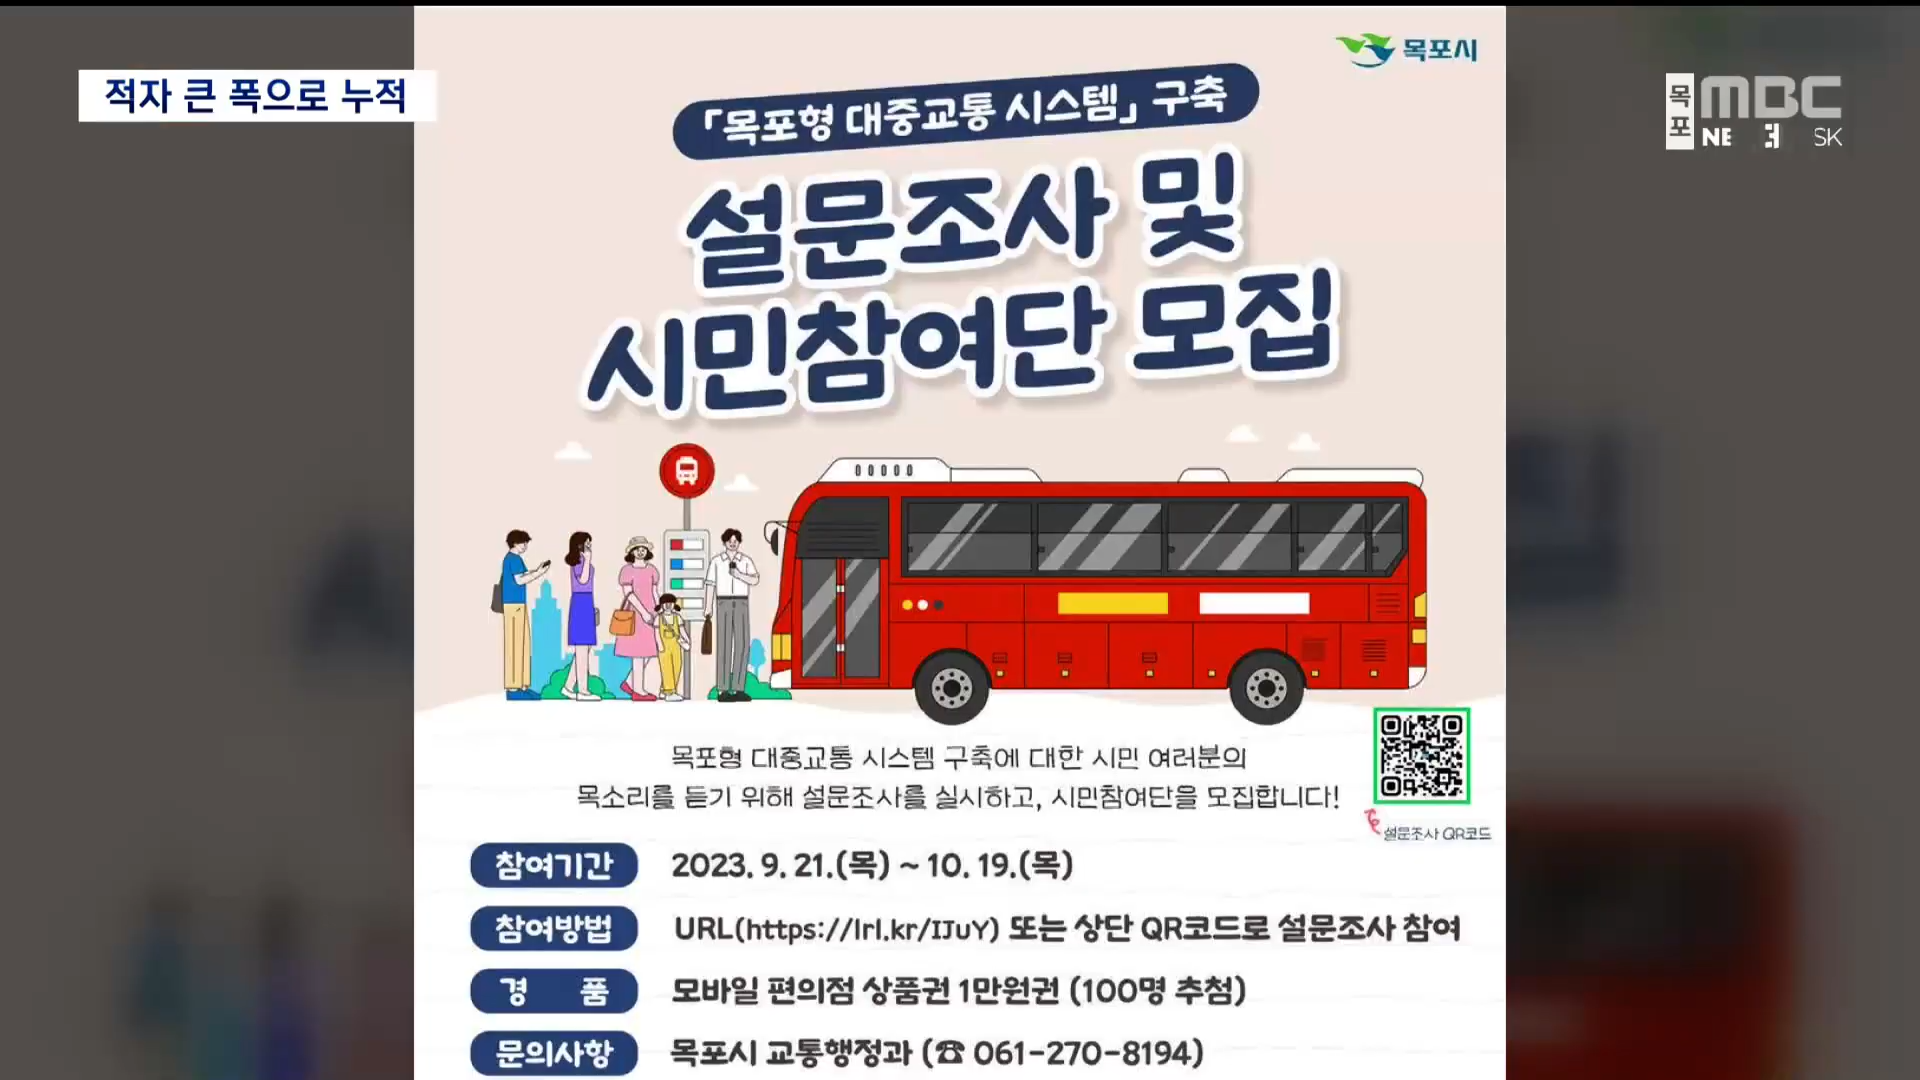 적자 큰 폭으로 누적
목포시
목포 MBC
NE SK
「목포형 대중교통 시스템」 구축
설문조사 및
시민참여단 모집
목포형 대중교통 시스템 구축에 대한 시민 여러분의
목소리를 듣기 위해 설문조사를 실시하고, 시민참여단을 모집합니다!
설문조사 QR코드
참여기간 2023. 9. 21.(목) ~ 10. 19.(목)
참여방법 URL(https://lrl.kr/IJuY) 또는 상단 QR코드로 설문조사 참여
경 품 모바일 편의점 상품권 1만원권 (100명 추첨)
문의사항 목포시 교통행정과 (☎ 061-270-8194)